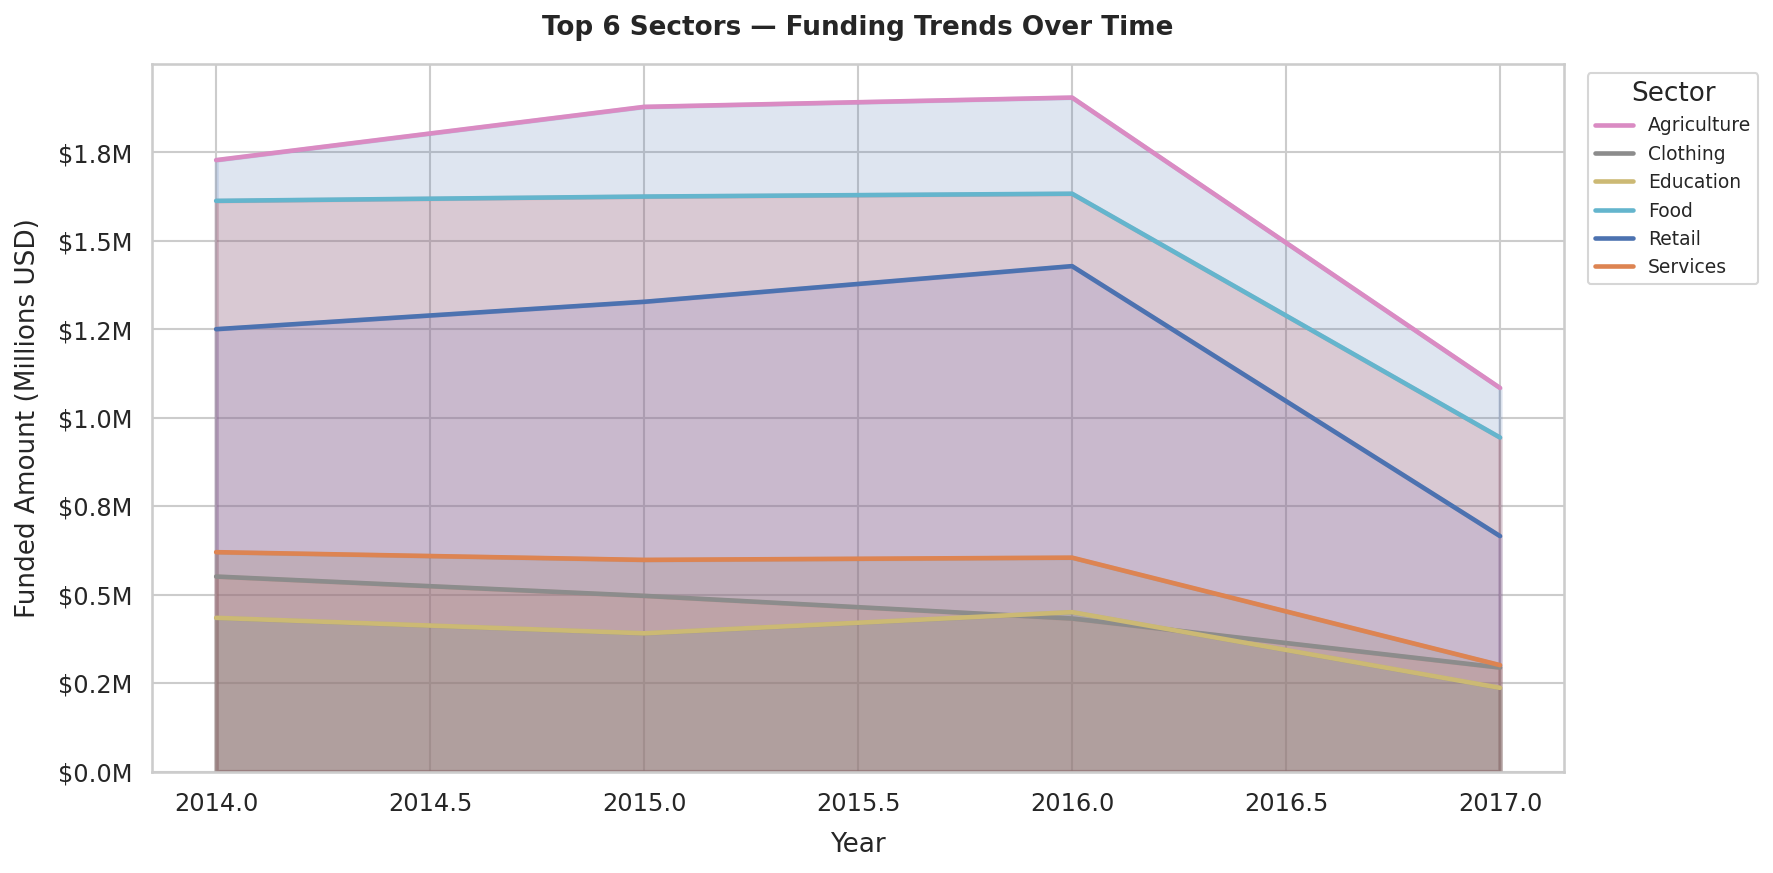 Top 6 Sectors — Funding Trends Over Time
Funded Amount (Millions USD)
$1.8M
$1.5M
$1.2M
$1.0M
$0.8M
$0.5M
$0.2M
$0.0M
2014.0 2014.5 2015.0 2015.5 2016.0 2016.5 2017.0
Year
Sector
Agriculture
Clothing
Education
Food
Retail
Services